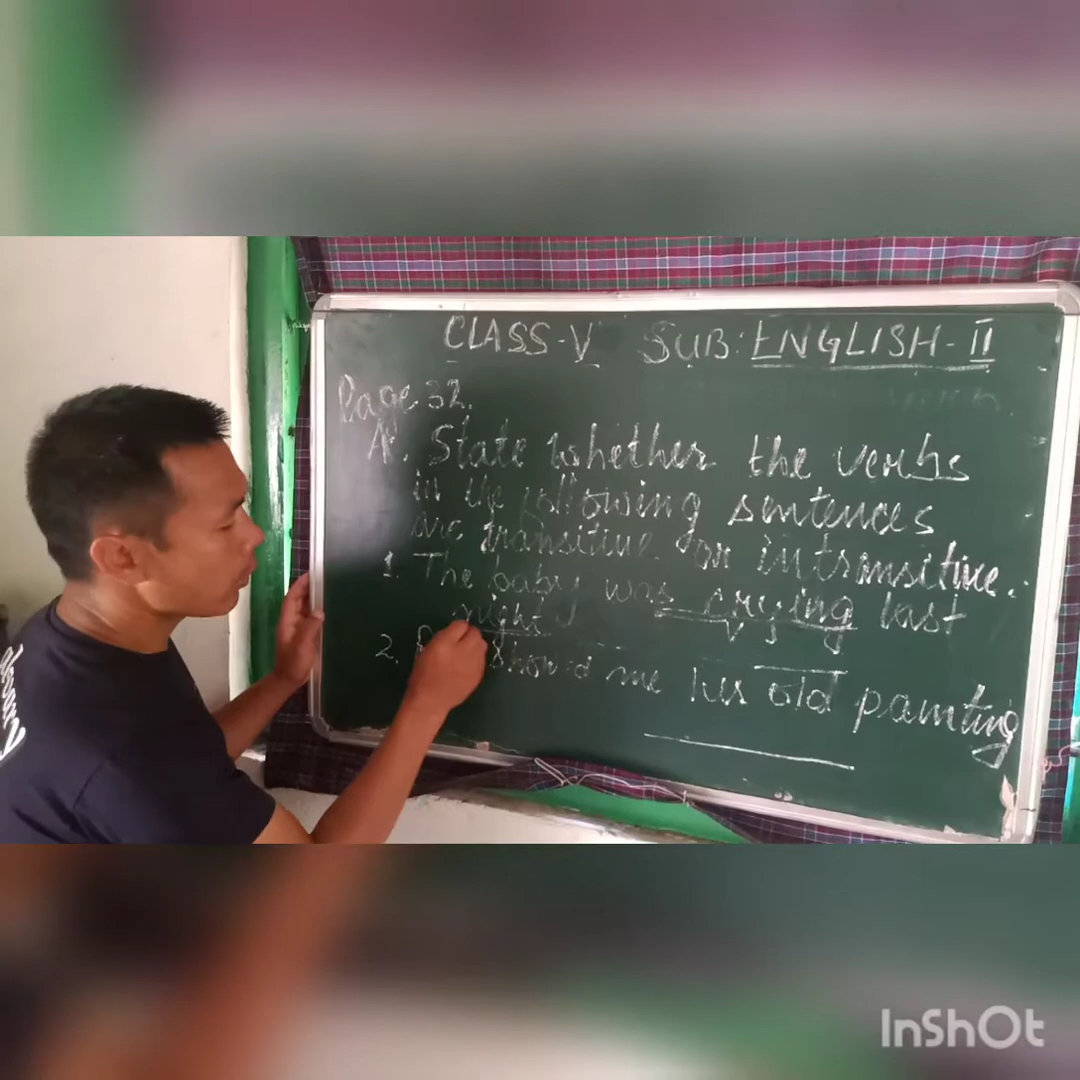 CLASS-V SUB: ENGLISH-II
Page 32.
A. State whether the verbs
in the following sentences
are transitive or intransitive.
1. The baby was crying last
night
2. showed me his old painting
InShOt